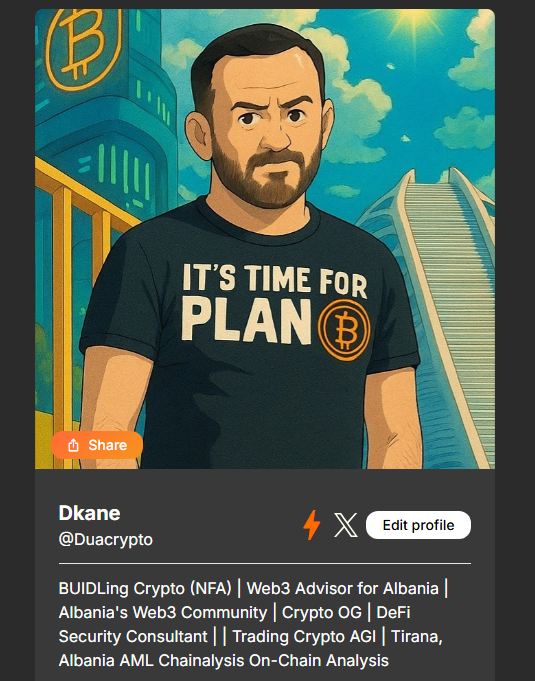 IT'S TIME FOR
PLAN ₿
Share
Dkane
@Duacrypto
Edit profile
BUIDLing Crypto (NFA) | Web3 Advisor for Albania |
Albania's Web3 Community | Crypto OG | DeFi
Security Consultant | | Trading Crypto AGI | Tirana,
Albania AML Chainalysis On-Chain Analysis